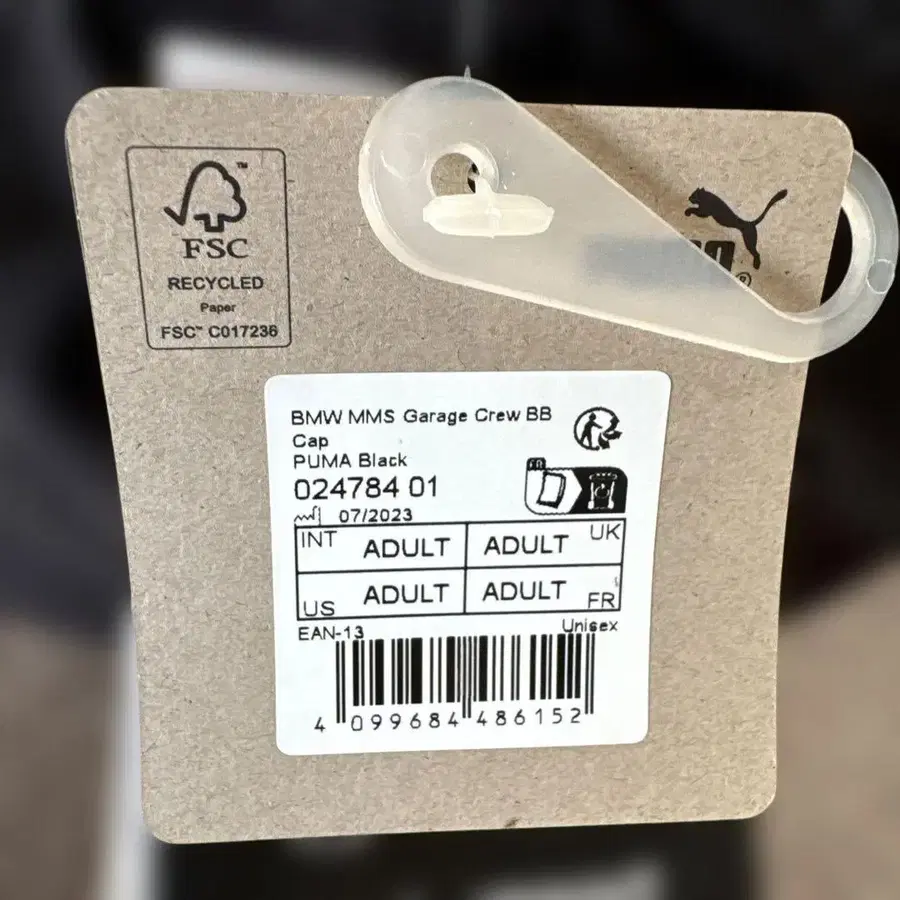 FSC™
RECYCLED
Paper
FSC™ C017236
®
BMW MMS Garage Crew BB
Cap
PUMA Black
024784 01
07/2023
INT ADULT ADULT UK
US ADULT ADULT FR
EAN-13 Unisex
4 099684 486152